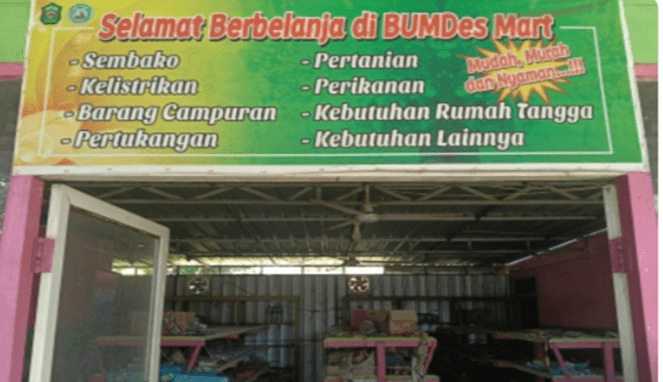 Selamat Berbelanja di BUMDes Mart
- Sembako
- Kelistrikan
- Barang Campuran
- Pertukangan
- Pertanian
- Perikanan
- Kebutuhan Rumah Tangga
- Kebutuhan Lainnya
Mudah, Murah
dan Nyaman...!!!